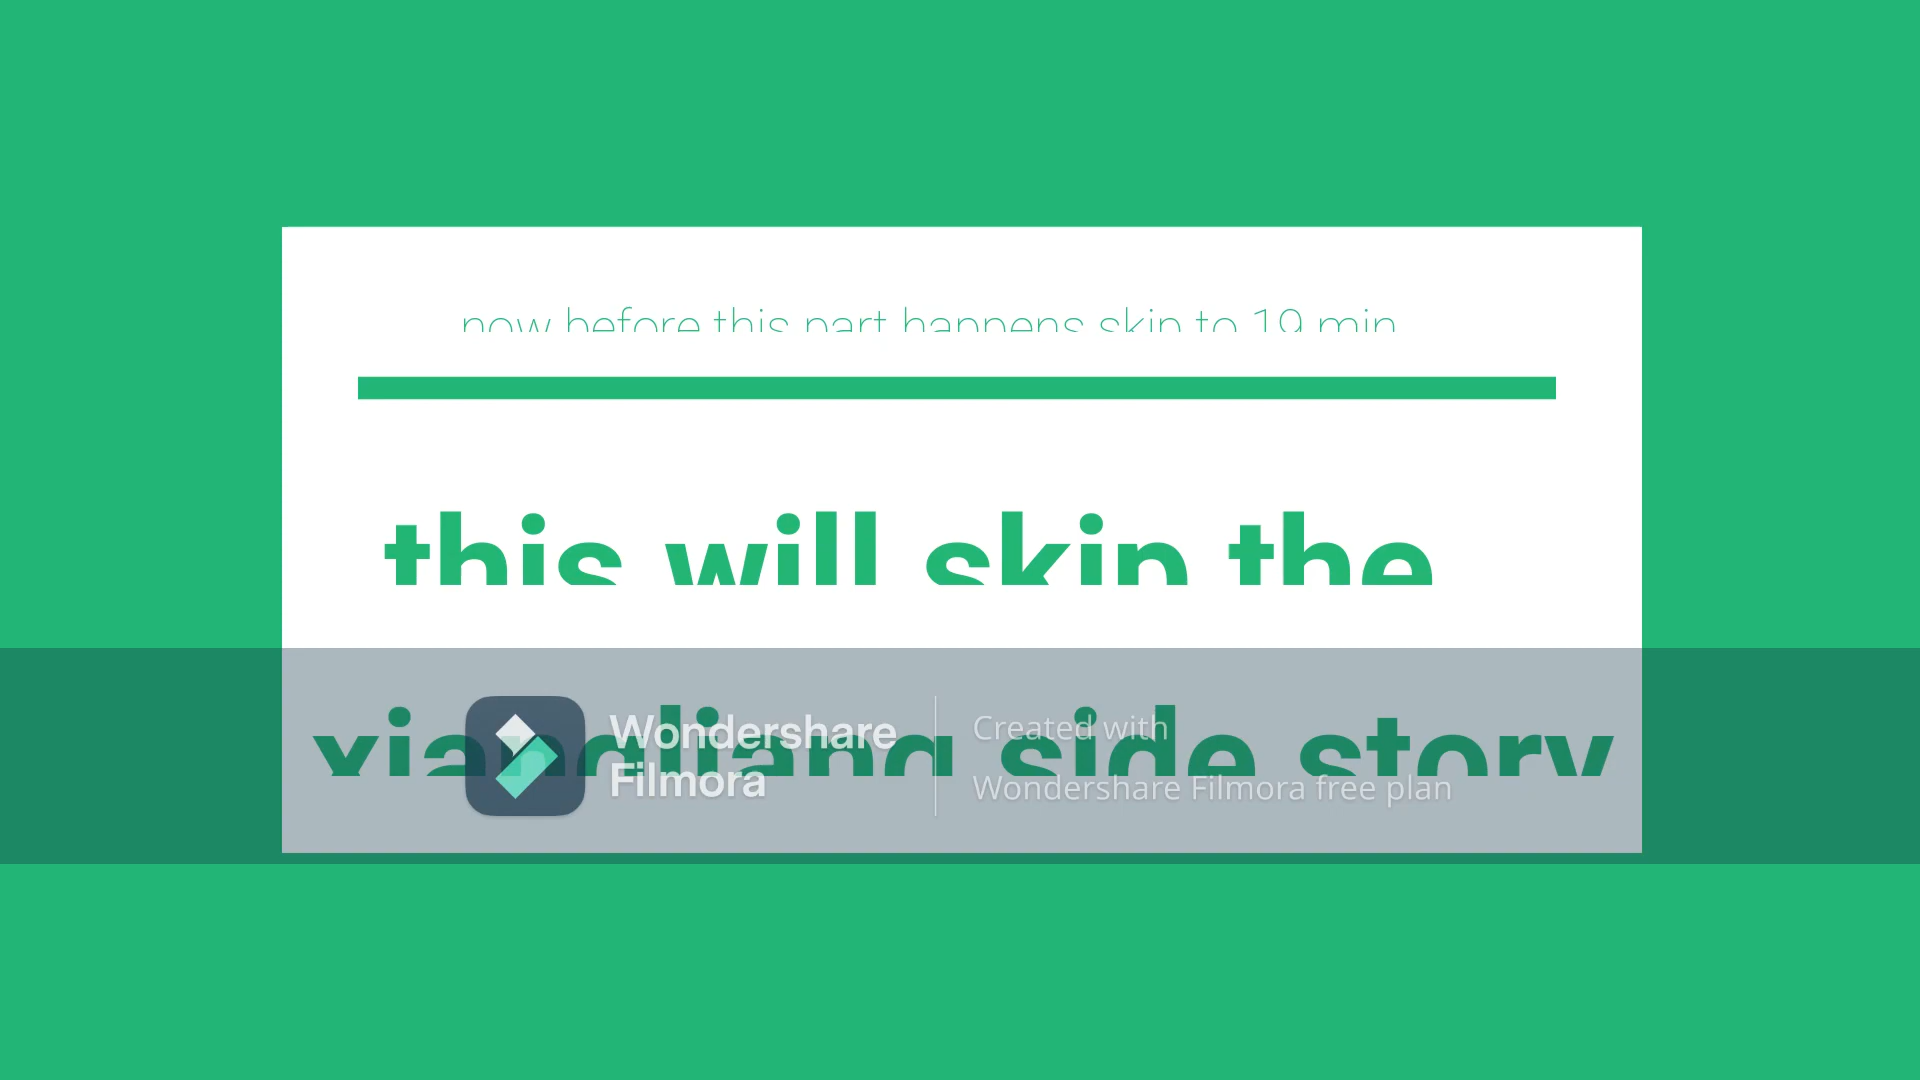 now before this part happens skip to 19 min
this will skip the
xiangliang side story
Wondershare
Filmora
Created with
Wondershare Filmora free plan